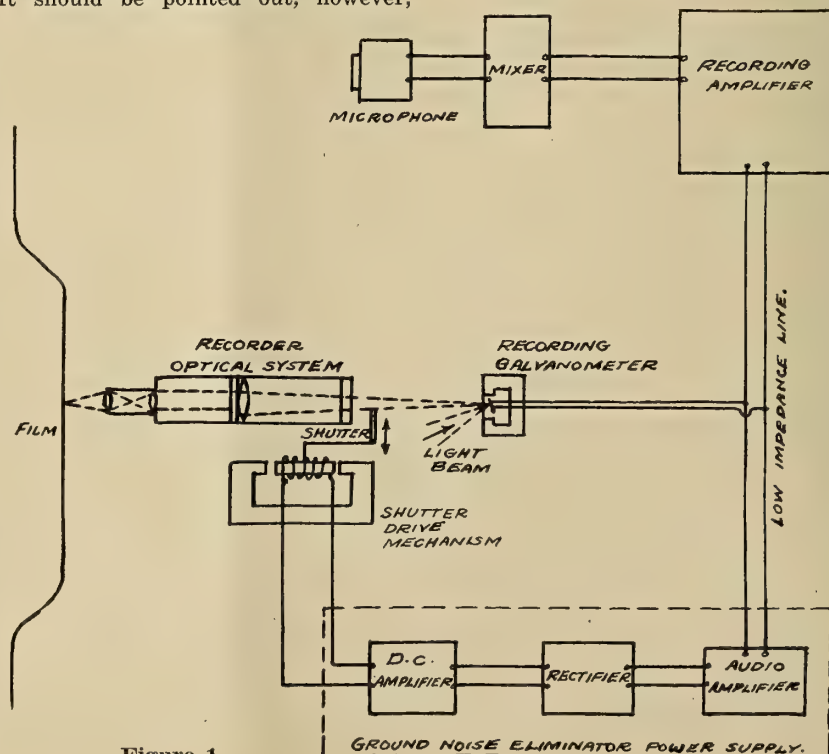 it should be pointed out, however,
MICROPHONE
MIXER
RECORDING
AMPLIFIER
RECORDER
OPTICAL SYSTEM
RECORDING
GALVANOMETER
FILM
SHUTTER
LIGHT
BEAM
LOW IMPEDANCE LINE.
SHUTTER
DRIVE
MECHANISM
D.C.
AMPLIFIER
RECTIFIER
AUDIO
AMPLIFIER
GROUND NOISE ELIMINATOR POWER SUPPLY.
Figure 1